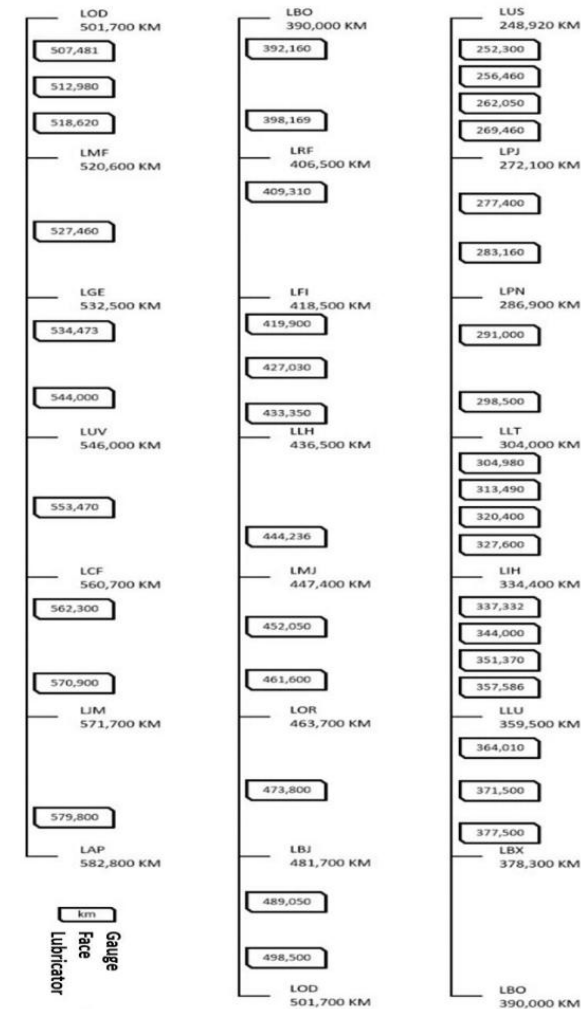 LOD
501,700 KM
507,481
512,980
518,620
LMF
520,600 KM
527,460
LGE
532,500 KM
534,473
544,000
LUV
546,000 KM
553,470
LCF
560,700 KM
562,300
570,900
LJM
571,700 KM
579,800
LAP
582,800 KM
km
Gauge
Face
Lubricator
LBO
390,000 KM
392,160
398,169
LRF
406,500 KM
409,310
LFI
418,500 KM
419,900
427,030
433,350
LLH
436,500 KM
444,236
LMJ
447,400 KM
452,050
461,600
LOR
463,700 KM
473,800
LBJ
481,700 KM
489,050
498,500
LOD
501,700 KM
LUS
248,920 KM
252,300
256,460
262,050
269,460
LPJ
272,100 KM
277,400
283,160
LPN
286,900 KM
291,000
298,500
LLT
304,000 KM
304,980
313,490
320,400
327,600
LIH
334,400 KM
337,332
344,000
351,370
357,586
LLU
359,500 KM
364,010
371,500
377,500
LBX
378,300 KM
LBO
390,000 KM